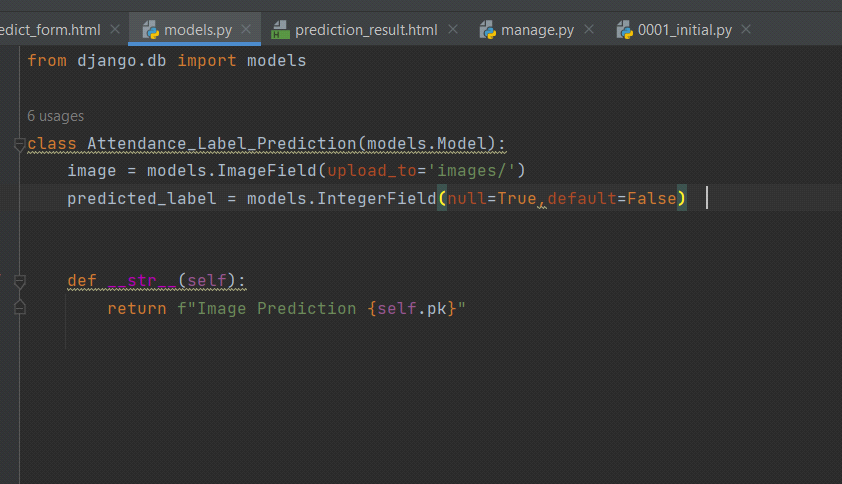 edict_form.html models.py prediction_result.html manage.py 0001_initial.py
from django.db import models
6 usages
class Attendance_Label_Prediction(models.Model):
image = models.ImageField(upload_to='images/')
predicted_label = models.IntegerField(null=True,default=False)
def __str__(self):
return f"Image Prediction {self.pk}"